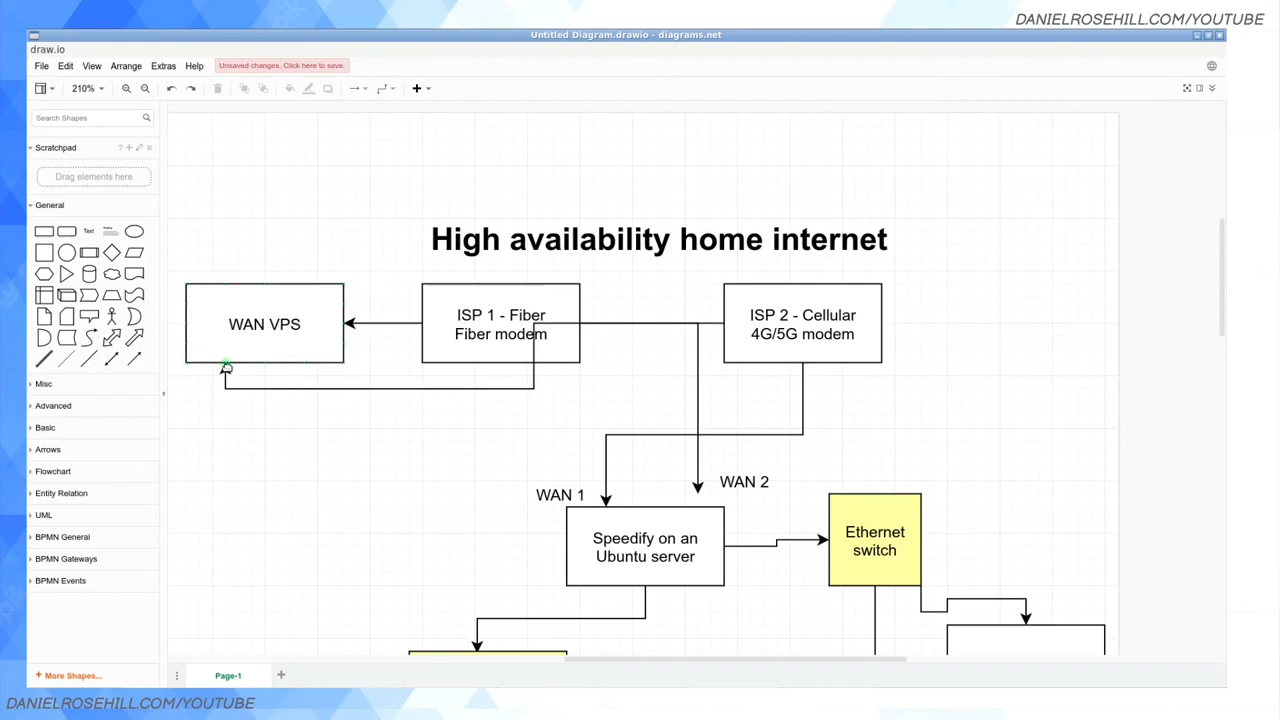 DANIELROSEHILL.COM/YOUTUBE
Untitled Diagram.drawio - diagrams.net
draw.io
File Edit View Arrange Extras Help Unsaved changes. Click here to save.
210%
Search Shapes
Scratchpad
Drag elements here
General
Text
Heading
Misc
Advanced
Basic
Arrows
Flowchart
Entity Relation
UML
BPMN General
BPMN Gateways
BPMN Events
+ More Shapes...
High availability home internet
WAN VPS
ISP 1 - Fiber
Fiber modem
ISP 2 - Cellular
4G/5G modem
WAN 1
WAN 2
Speedify on an
Ubuntu server
Ethernet
switch
Page-1
DANIELROSEHILL.COM/YOUTUBE